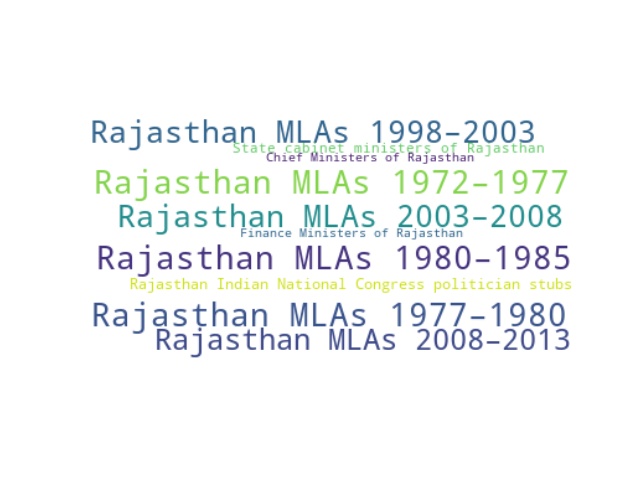 Rajasthan MLAs 1998–2003
State cabinet ministers of Rajasthan
Chief Ministers of Rajasthan
Rajasthan MLAs 1972–1977
Rajasthan MLAs 2003–2008
Finance Ministers of Rajasthan
Rajasthan MLAs 1980–1985
Rajasthan Indian National Congress politician stubs
Rajasthan MLAs 1977–1980
Rajasthan MLAs 2008–2013